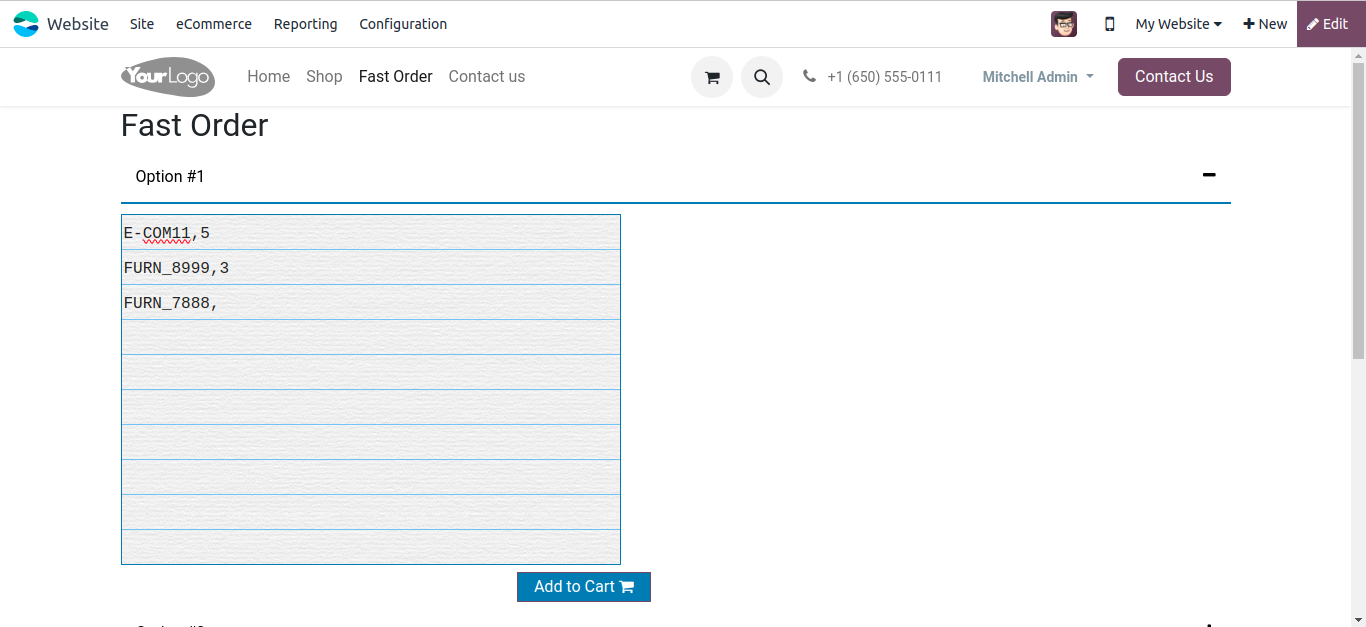 Website Site eCommerce Reporting Configuration My Website New Edit
YourLogo Home Shop Fast Order Contact us +1 (650) 555-0111 Mitchell Admin Contact Us
Fast Order
Option #1
E-COM11,5
FURN_8999,3
FURN_7888,
Add to Cart